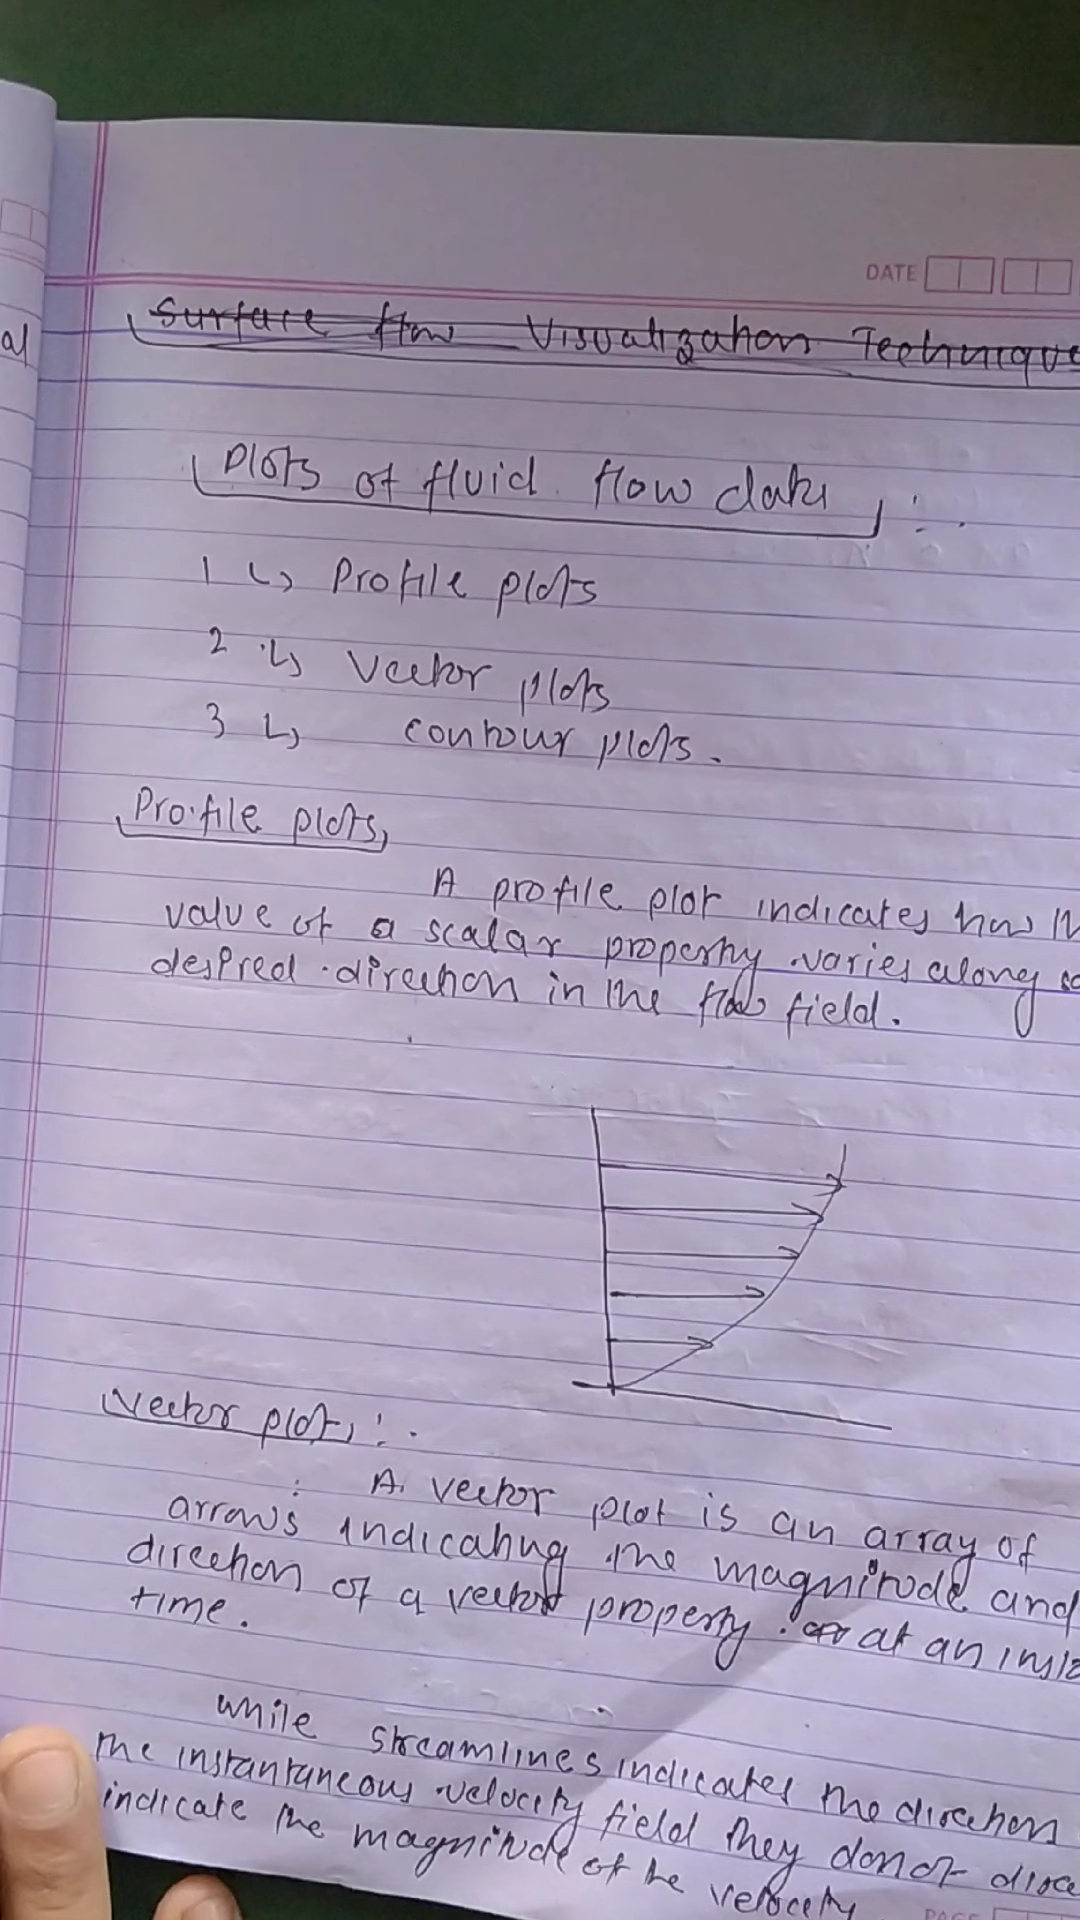 al
DATE
Surface flow Visualization Technique
Plots of fluid flow data :-
1 Profile plots
2 Vector plots
3 contour plots.
Profile plots,
A profile plot indicates how
value of a scalar property varies along
desired direction in the flow field.
Vector plots :-
A vector plot is an array of
arrows indicating the magnitude and
direction of a vector property at an
time.
while streamlines indicates the direction
the instantaneous velocity field they donot
indicate the magnitude of the velocity
PAGE